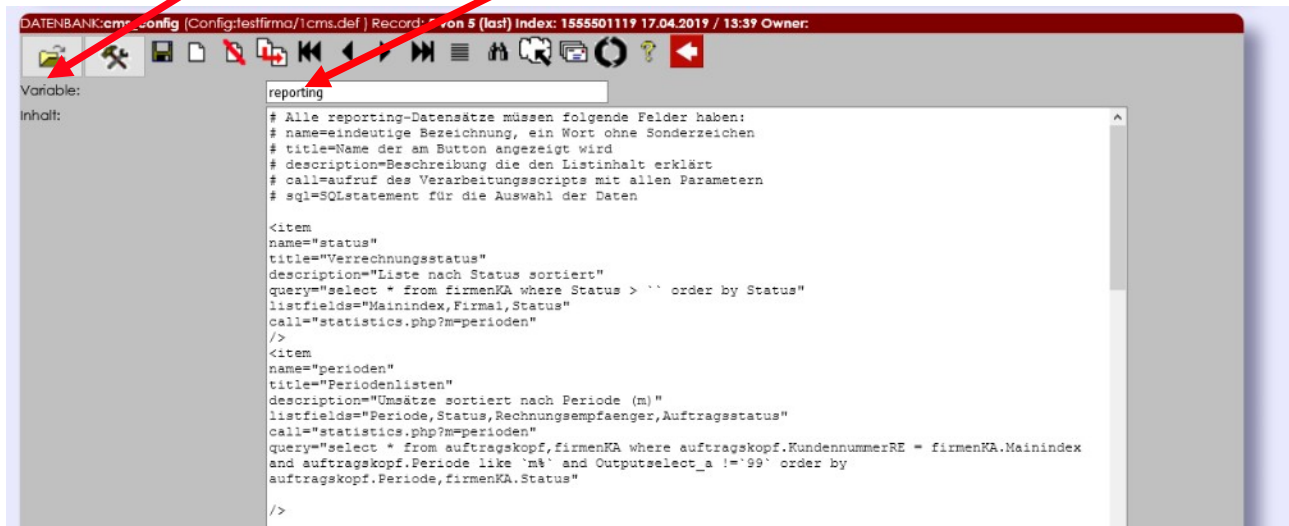 DATENBANK:cms_config (Config:testfirma/1cms.def ) Record: 5 von 5 (last) Index: 1555501119 17.04.2019 / 13:39 Owner:
Variable:
reporting
Inhalt:
# Alle reporting-Datensätze müssen folgende Felder haben:
# name=eindeutige Bezeichnung, ein Wort ohne Sonderzeichen
# title=Name der am Button angezeigt wird
# description=Beschreibung die den Listinhalt erklärt
# call=aufruf des Verarbeitungsscripts mit allen Parametern
# sql=SQLstatement für die Auswahl der Daten
<item
name="status"
title="Verrechnungsstatus"
description="Liste nach Status sortiert"
query="select * from firmenKA where Status > `` order by Status"
listfields="Mainindex,Firma1,Status"
call="statistics.php?m=perioden"
/>
<item
name="perioden"
title="Periodenlisten"
description="Umsätze sortiert nach Periode (m)"
listfields="Periode,Status,Rechnungsempfaenger,Auftragsstatus"
call="statistics.php?m=perioden"
query="select * from auftragskopf,firmenKA where auftragskopf.KundennummerRE = firmenKA.Mainindex
and auftragskopf.Periode like `m%` and Outputselect_a !=`99` order by
auftragskopf.Periode,firmenKA.Status"
/>